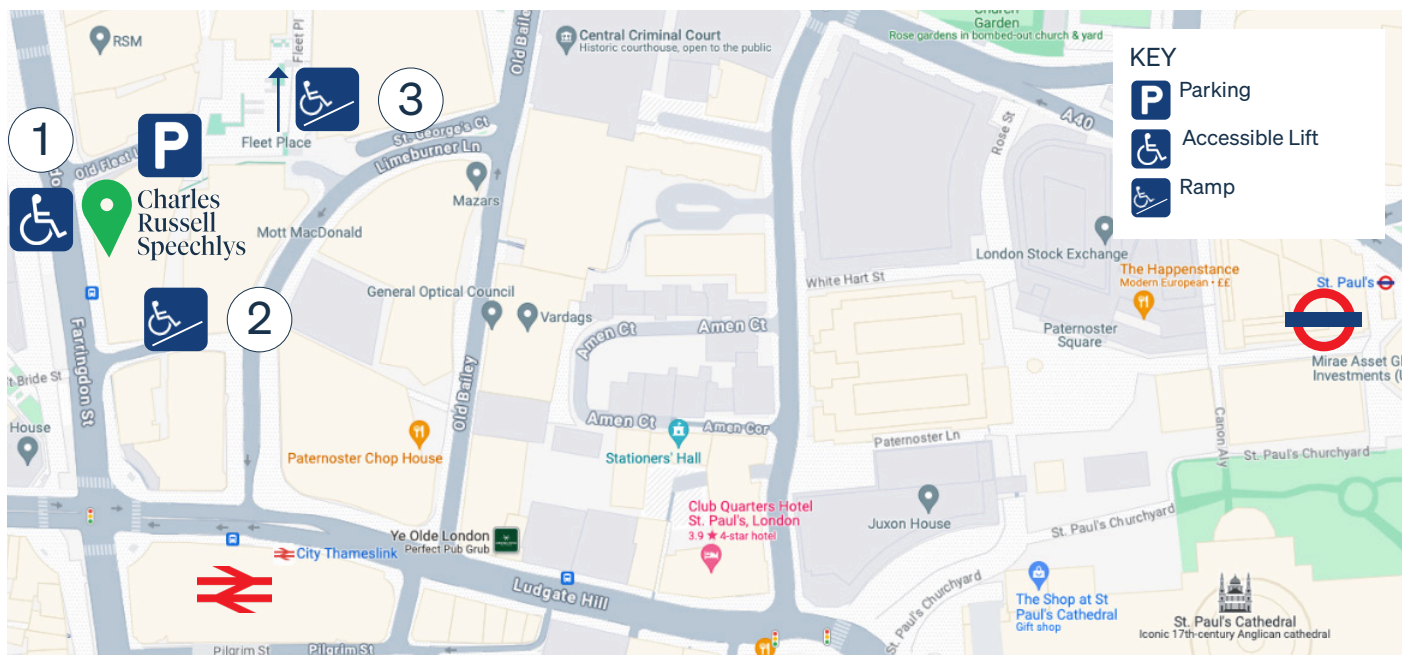 RSM
Fleet Pl
Old Bailey
Central Criminal Court
Historic courthouse, open to the public
Garden
Rose gardens in bombed-out church & yard
KEY
P
Parking
Accessible Lift
Ramp
1
P
3
St. George's Ct
Limeburner Ln
Fleet Place
Old Fleet
A40
Rose St
Charles
Russell
Speechlys
Mazars
Mott MacDonald
London Stock Exchange
The Happenstance
Modern European • ££
St. Paul's
White Hart St
General Optical Council
Vardags
2
Amen Ct
Amen Ct
Paternoster
Square
Mirae Asset Gl
Investments (U
Farringdon St
t Bride St
House
Old Bailey
Amen Ct
Amen Cor
Paternoster Chop House
Stationers' Hall
Paternoster Ln
Canon Aly
St. Paul's Churchyard
Club Quarters Hotel
St. Paul's, London
3.9 ★ 4-star hotel
Juxon House
St. Paul's Churchyard
Ye Olde London
Perfect Pub Grub
City Thameslink
Ludgate Hill
St. Paul's Churchyard
The Shop at St
Paul's Cathedral
Gift shop
St. Paul's Cathedral
Iconic 17th-century Anglican cathedral
Pilgrim St
Pilgrim St